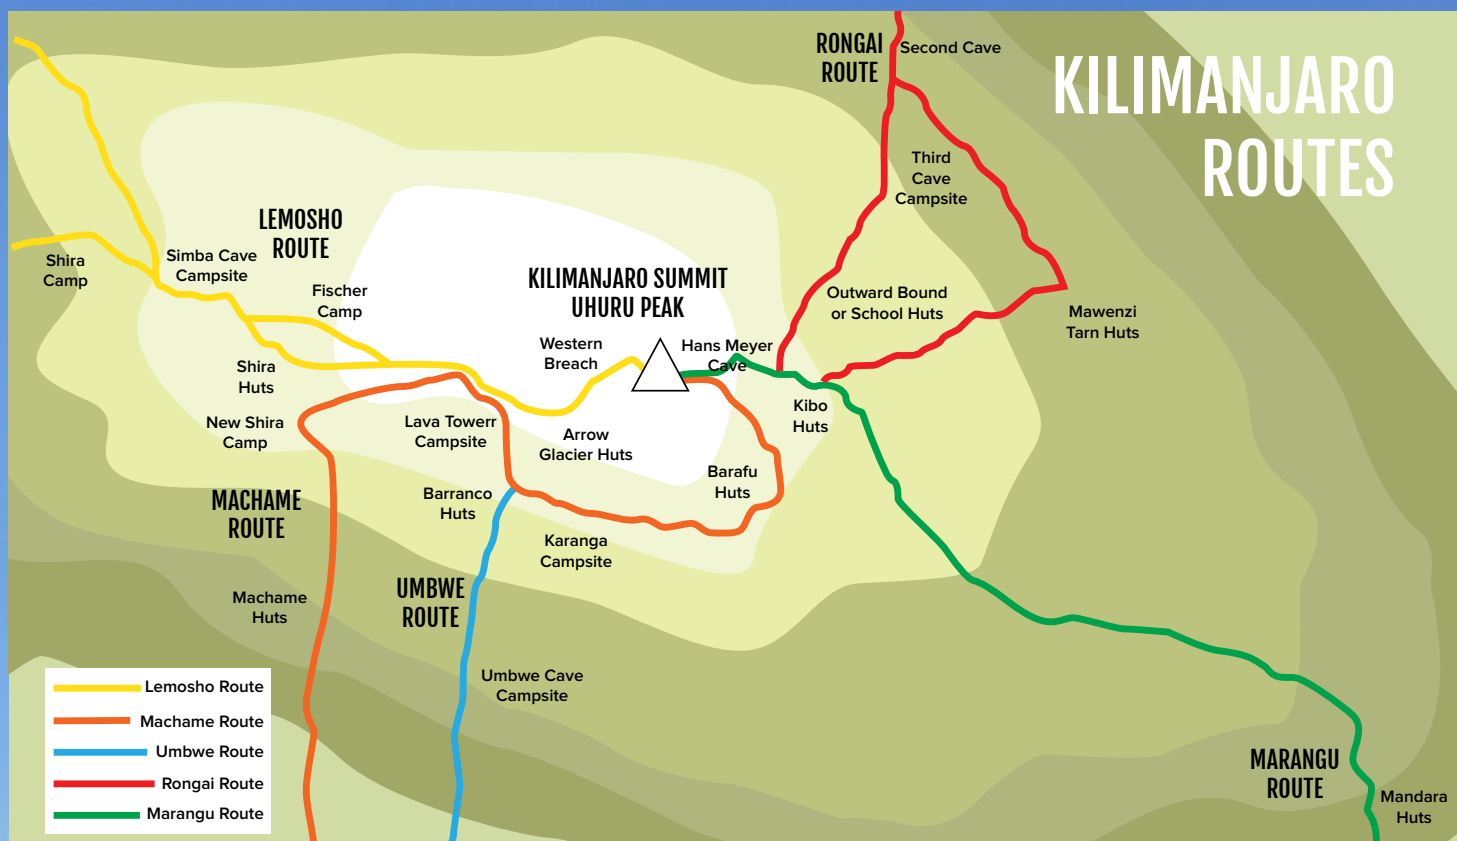 KILIMANJARO
ROUTES
RONGAI
ROUTE
Second Cave
Third
Cave
Campsite
LEMOSHO
ROUTE
Shira
Camp
Simba Cave
Campsite
Fischer
Camp
KILIMANJARO SUMMIT
UHURU PEAK
Outward Bound
or School Huts
Mawenzi
Tarn Huts
Western
Breach
Hans Meyer
Cave
Shira
Huts
Kibo
Huts
New Shira
Camp
Lava Towerr
Campsite
Arrow
Glacier Huts
Barafu
Huts
MACHAME
ROUTE
Barranco
Huts
Karanga
Campsite
Machame
Huts
UMBWE
ROUTE
Umbwe Cave
Campsite
MARANGU
ROUTE
Mandara
Huts
Lemosho Route
Machame Route
Umbwe Route
Rongai Route
Marangu Route